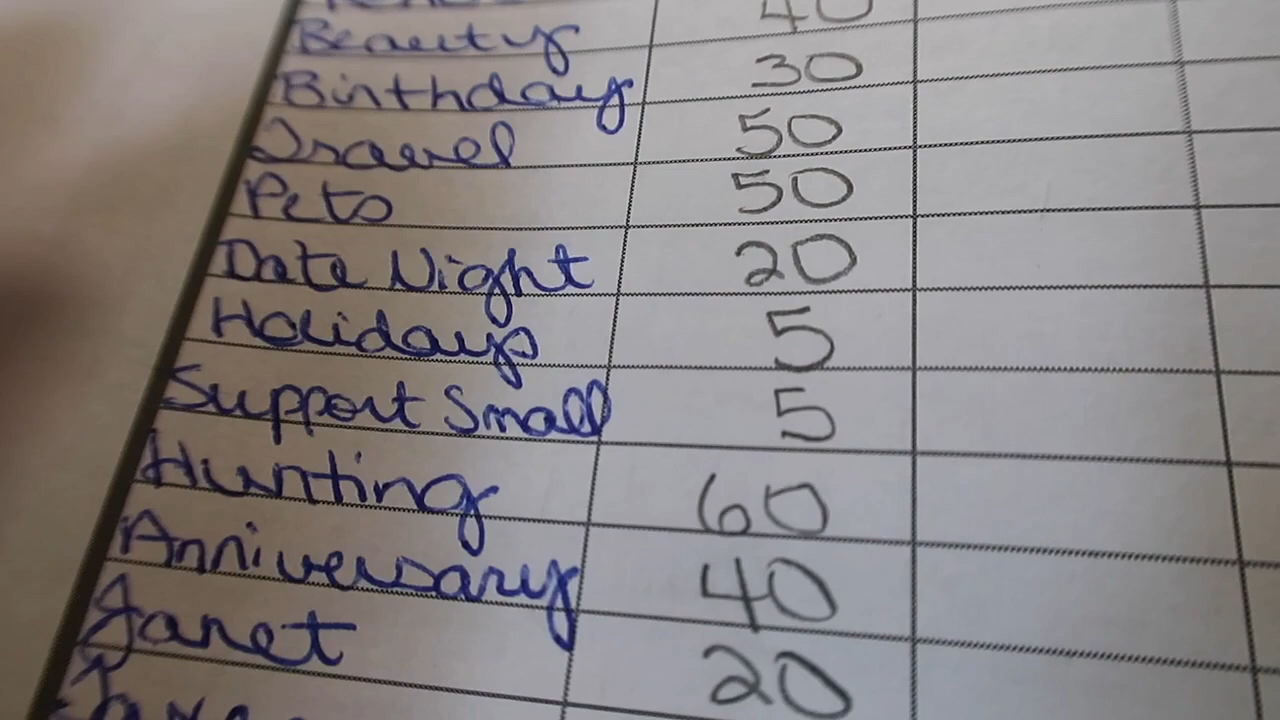 Beauty 40
Birthday 30
Travel 50
Pets 50
Date Night 20
Holidays 5
Support Small 5
Hunting 60
Anniversary 40
Janet 20